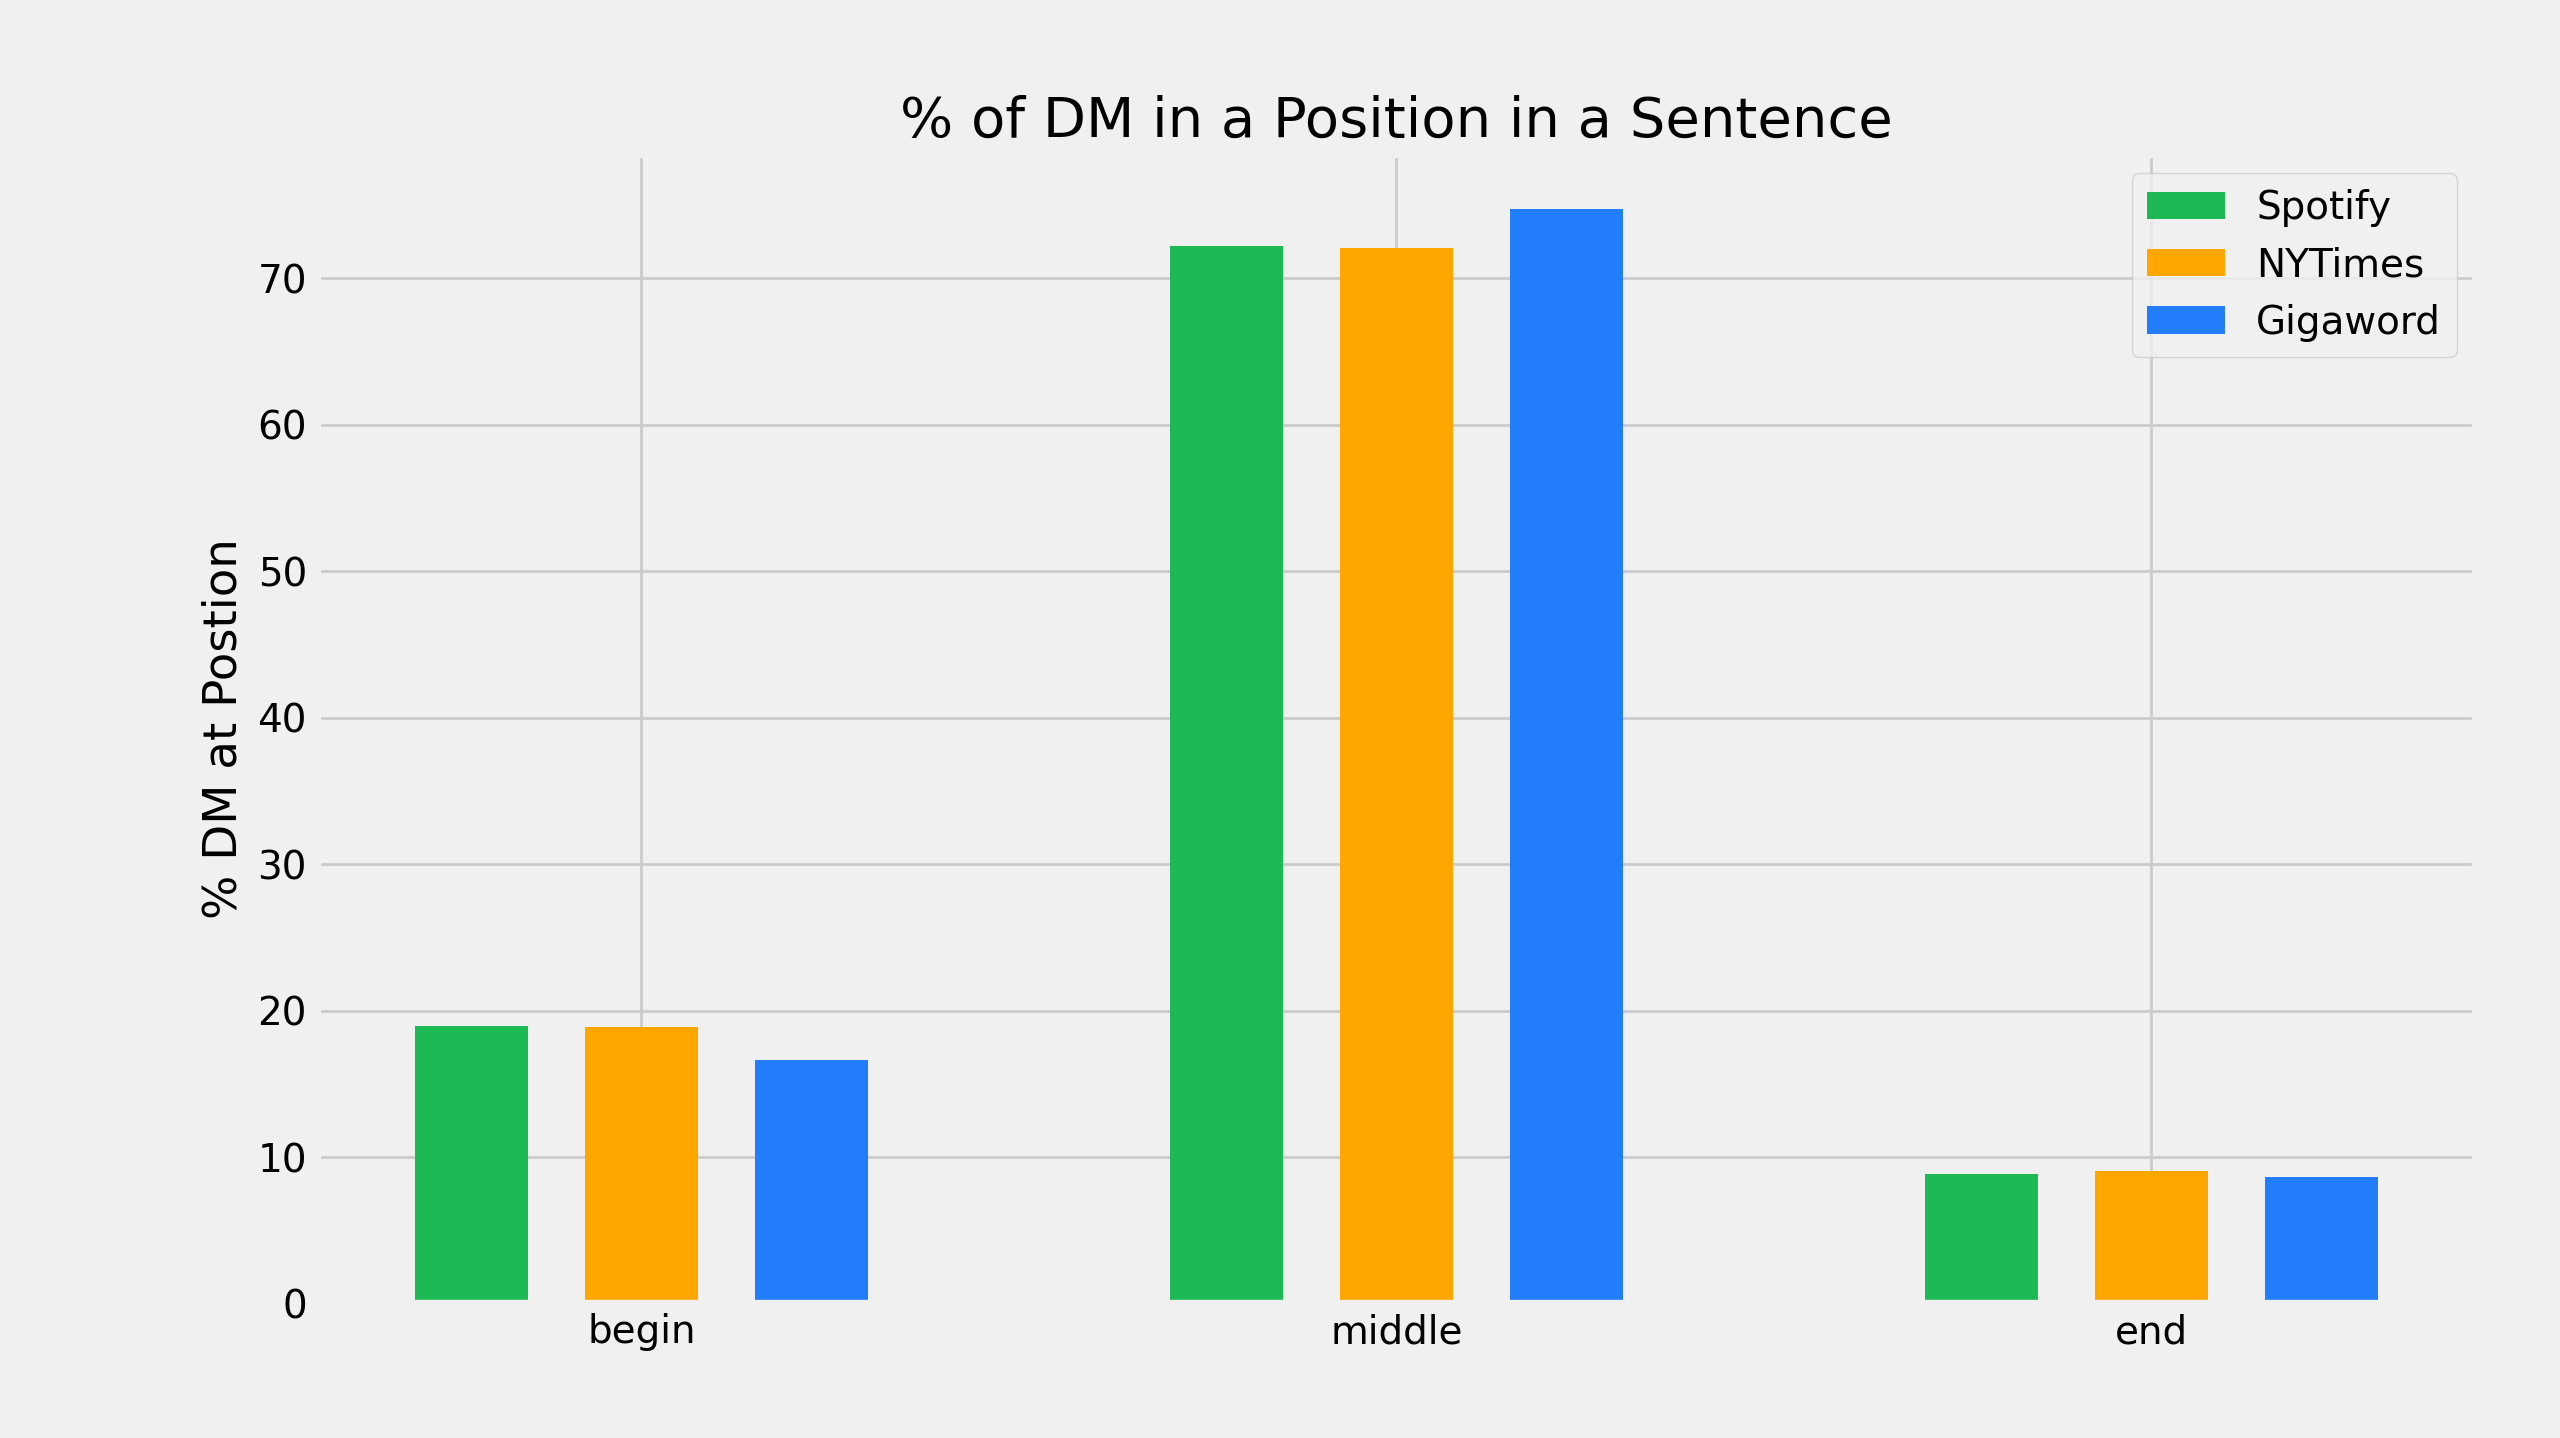 % of DM in a Position in a Sentence
Spotify
NYTimes
Gigaword
% DM at Postion
70
60
50
40
30
20
10
0
begin
middle
end